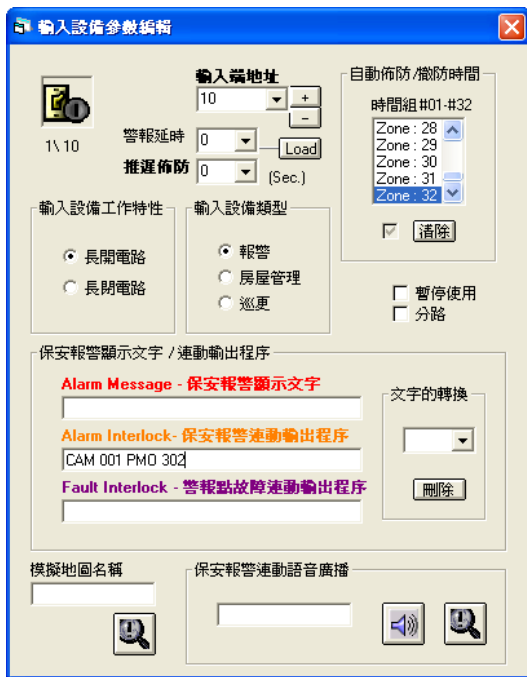 輸入設備參數編輯
1\ 10
輸入端地址
10
+
-
警報延時
0
Load
推遲佈防
0
(Sec.)
自動佈防/撤防時間
時間組#01-#32
Zone : 28
Zone : 29
Zone : 30
Zone : 31
Zone : 32
清除
輸入設備工作特性
長開電路
長閉電路
輸入設備類型
報警
房屋管理
巡更
暫停使用
分路
保安報警顯示文字 / 連動輸出程序
Alarm Message - 保安報警顯示文字
Alarm Interlock- 保安報警連動輸出程序
CAM 001 PMO 302
Fault Interlock - 警報點故障連動輸出程序
文字的轉換
刪除
模擬地圖名稱
保安報警連動語音廣播